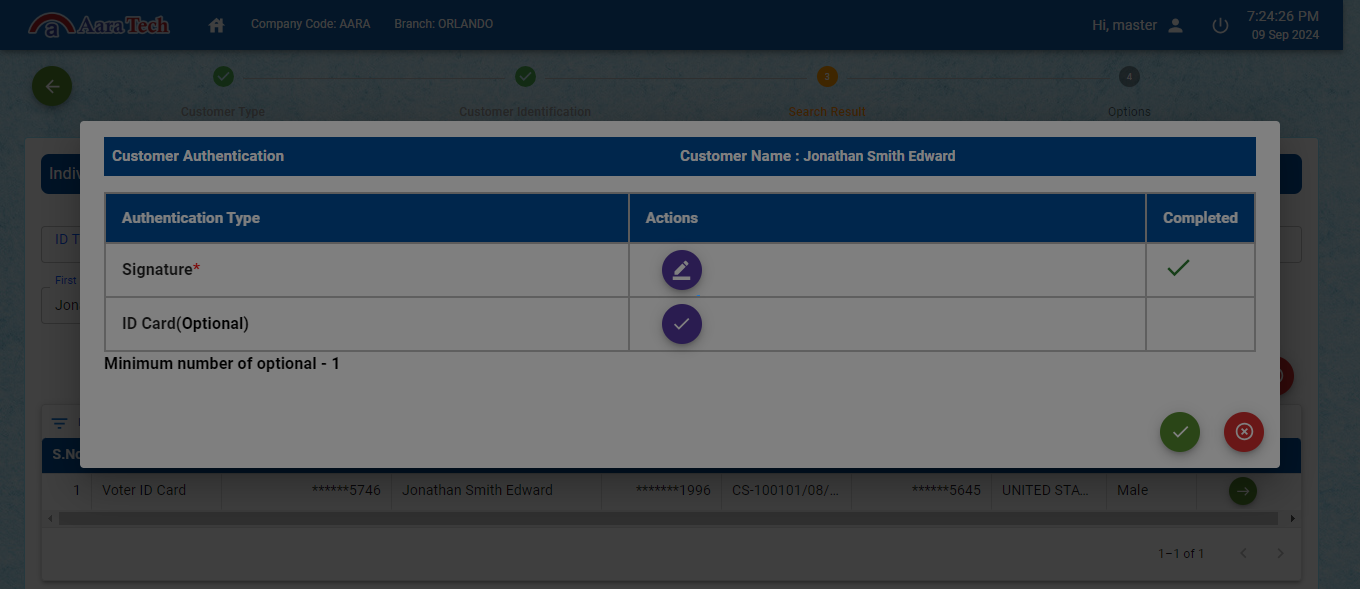 Aara Tech
Company Code: AARA Branch: ORLANDO
Hi, master
7:24:26 PM
09 Sep 2024
3 4
Customer Type Customer Identification Search Result Options
Customer Authentication Customer Name : Jonathan Smith Edward
Authentication Type Actions Completed
Signature*
ID Card(Optional)
Minimum number of optional - 1
Indiv
ID T
First
Jon
S.No
1 Voter ID Card ******5746 Jonathan Smith Edward *******1996 CS-100101/08/... ******5645 UNITED STA... Male
1–1 of 1